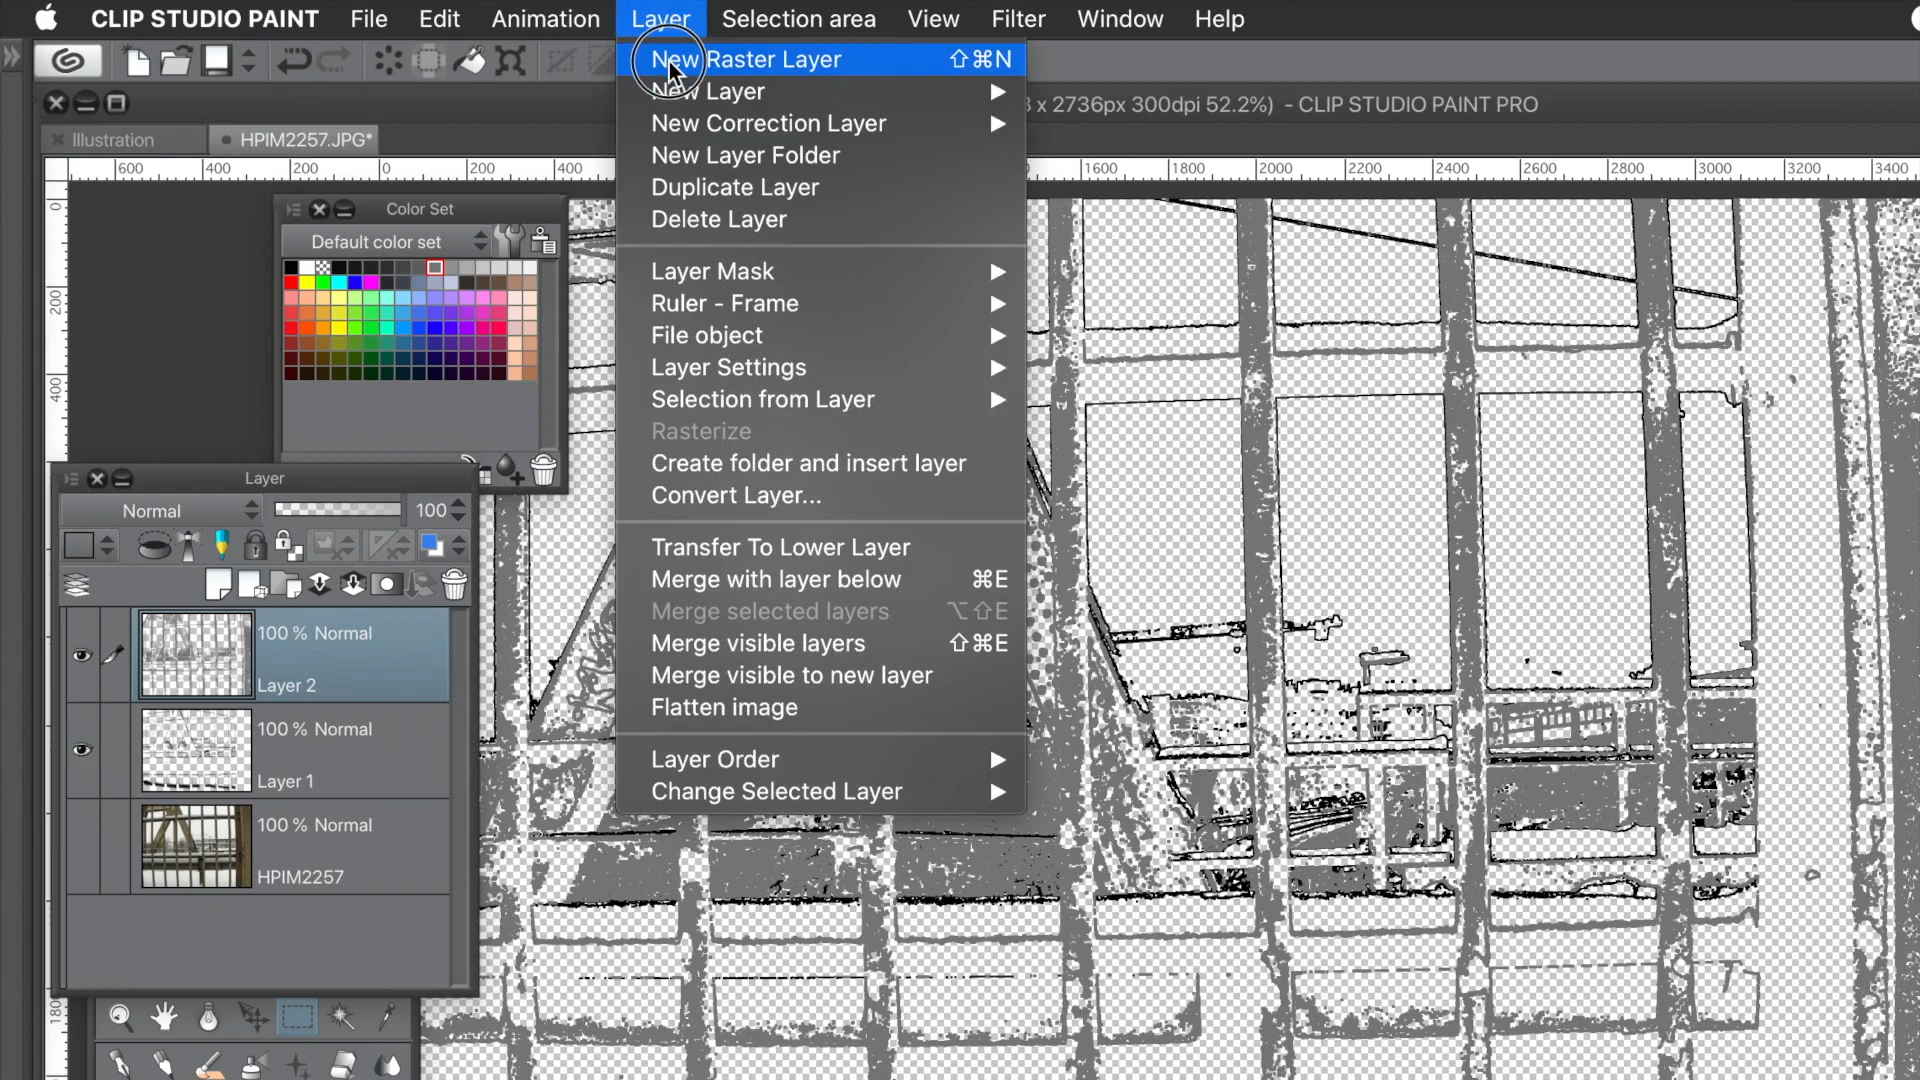 CLIP STUDIO PAINT File Edit Animation Layer Selection area View Filter Window Help
New Raster Layer ⇧⌘N
New Layer
x 2736px 300dpi 52.2%) - CLIP STUDIO PAINT PRO
New Correction Layer
Illustration HPIM2257.JPG*
New Layer Folder
600 400 200 0 200 400 1600 1800 2000 2200 2400 2600 2800 3000 3200 3400
Duplicate Layer
Delete Layer
0
200
400
Color Set
Default color set
Layer Mask
Ruler - Frame
File object
Layer Settings
Selection from Layer
Rasterize
Create folder and insert layer
Convert Layer...
Transfer To Lower Layer
Merge with layer below ⌘E
Merge selected layers ⌥⇧E
Merge visible layers ⇧⌘E
Merge visible to new layer
Flatten image
Layer Order
Change Selected Layer
Layer
Normal 100
100 % Normal
Layer 2
100 % Normal
Layer 1
100 % Normal
HPIM2257